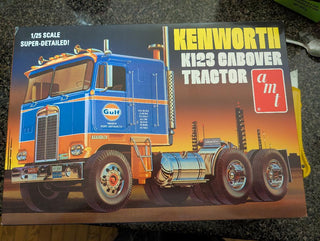 1/25 SCALE
SUPER-DETAILED!
KENWORTH
K123 CABOVER
TRACTOR
amt
Gulf